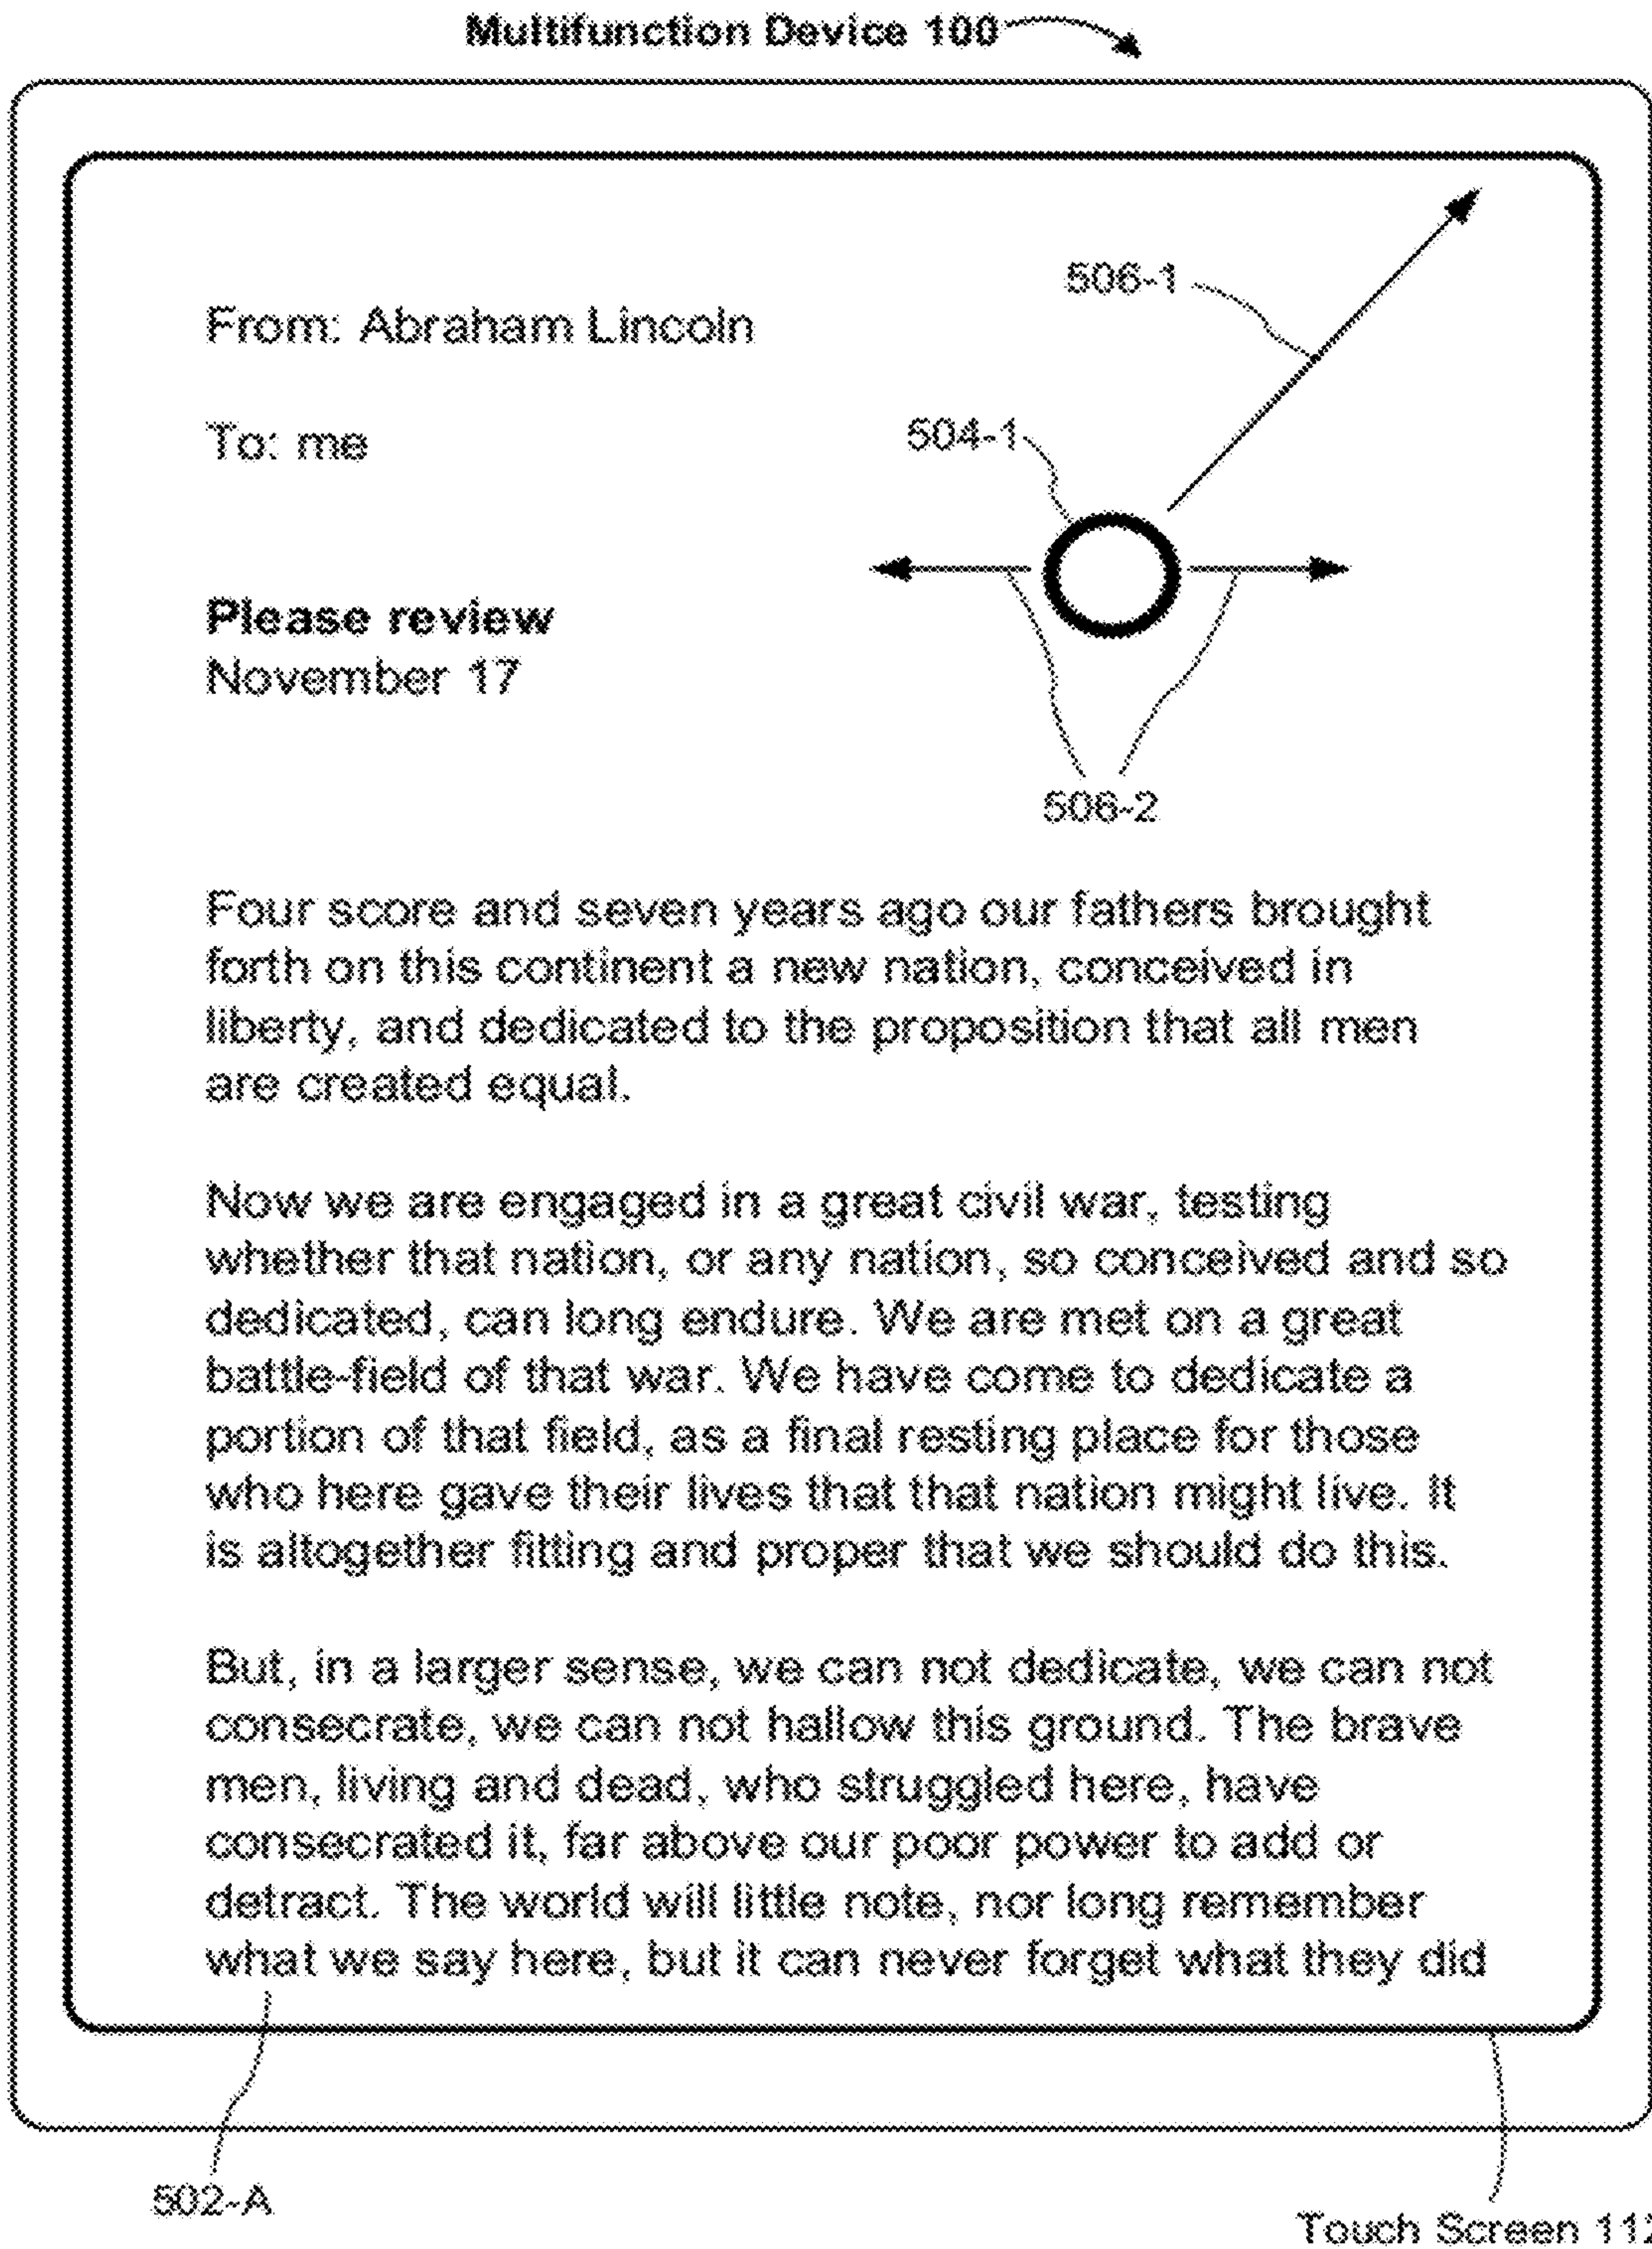 Multifunction Device 100
506-1
From: Abraham Lincoln
504-1
To: me
Please review
November 17
506-2
Four score and seven years ago our fathers brought
forth on this continent a new nation, conceived in
liberty, and dedicated to the proposition that all men
are created equal.
Now we are engaged in a great civil war, testing
whether that nation, or any nation, so conceived and so
dedicated, can long endure. We are met on a great
battle-field of that war. We have come to dedicate a
portion of that field, as a final resting place for those
who here gave their lives that that nation might live. It
is altogether fitting and proper that we should do this.
But, in a larger sense, we can not dedicate, we can not
consecrate, we can not hallow this ground. The brave
men, living and dead, who struggled here, have
consecrated it, far above our poor power to add or
detract. The world will little note, nor long remember
what we say here, but it can never forget what they did
502-A
Touch Screen 112